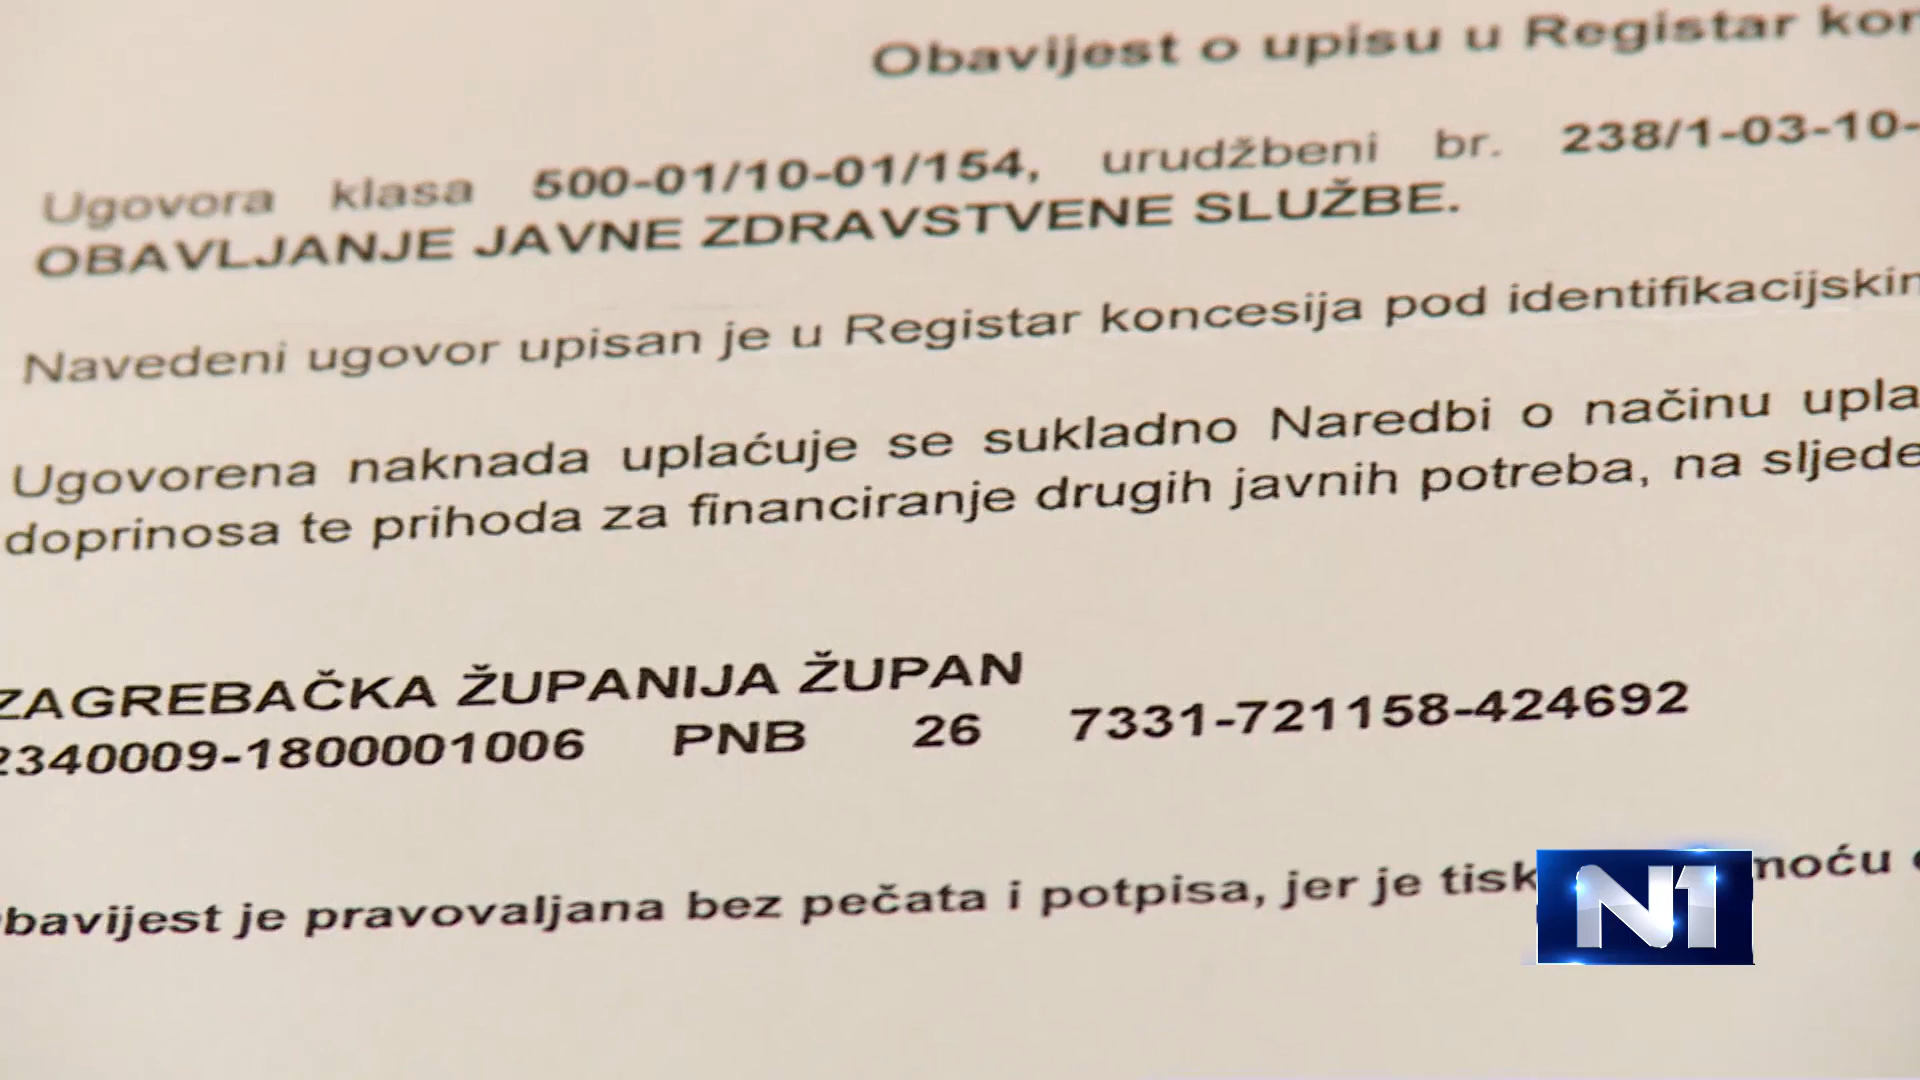 Obavijest o upisu u Registar kon
Ugovora klasa 500-01/10-01/154, urudžbeni br. 238/1-03-10-
OBAVLJANJE JAVNE ZDRAVSTVENE SLUŽBE.
Navedeni ugovor upisan je u Registar koncesija pod identifikacijskim
Ugovorena naknada uplaćuje se sukladno Naredbi o načinu upla
doprinosa te prihoda za financiranje drugih javnih potreba, na sljede
ZAGREBAČKA ŽUPANIJA ŽUPAN
2340009-1800001006 PNB 26 7331-721158-424692
bavijest je pravovaljana bez pečata i potpisa, jer je tisk moću
N1